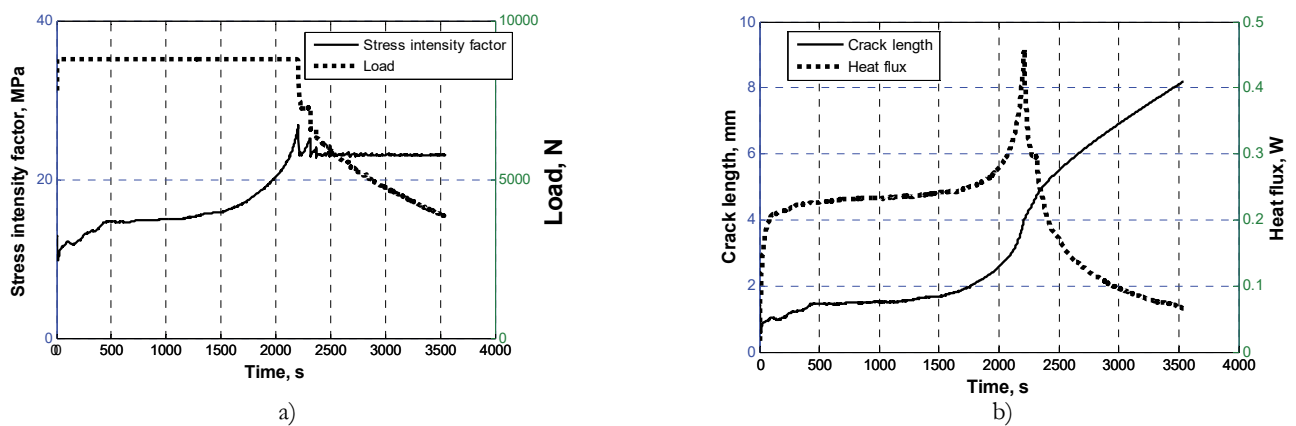 40
20
0
Stress intensity factor, MPa
10000
5000
0
Load, N
Stress intensity factor
Load
0 500 1000 1500 2000 2500 3000 3500 4000
Time, s
a)
10
8
6
4
2
0
Crack length, mm
0.5
0.4
0.3
0.2
0.1
0
Heat flux, W
Crack length
Heat flux
0 500 1000 1500 2000 2500 3000 3500 4000
Time, s
b)